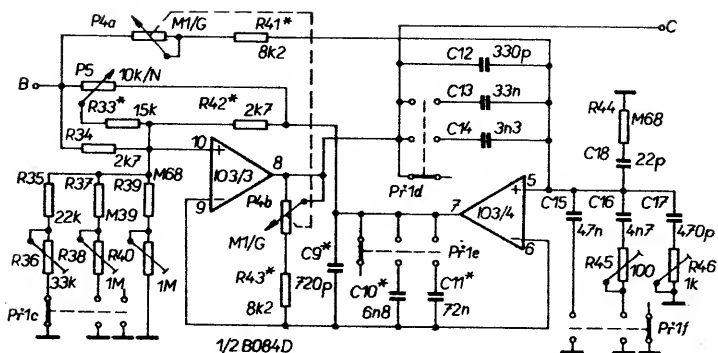 P4a M1/G R41* 8k2
C
C12 330p
B P5 10k/N
C13 33n
R33* 15k R42* 2k7
C14 3n3
R44 M68
R34 2k7
10 + IO3/3 8
9 -
C18 22p
R35 R37 R39 M68
22k M39
P4b M1/G
Př1d
7 IO3/4 + 5
- 6
C15 C16 C17
47n 4n7 470p
R36 R38 R40
33k 1M 1M
C9* 720p
Př1e
R43* 8k2
C10* 6n8
C11* 72n
R45 100
R46 1k
Př1c
Př1f
1/2 B084D